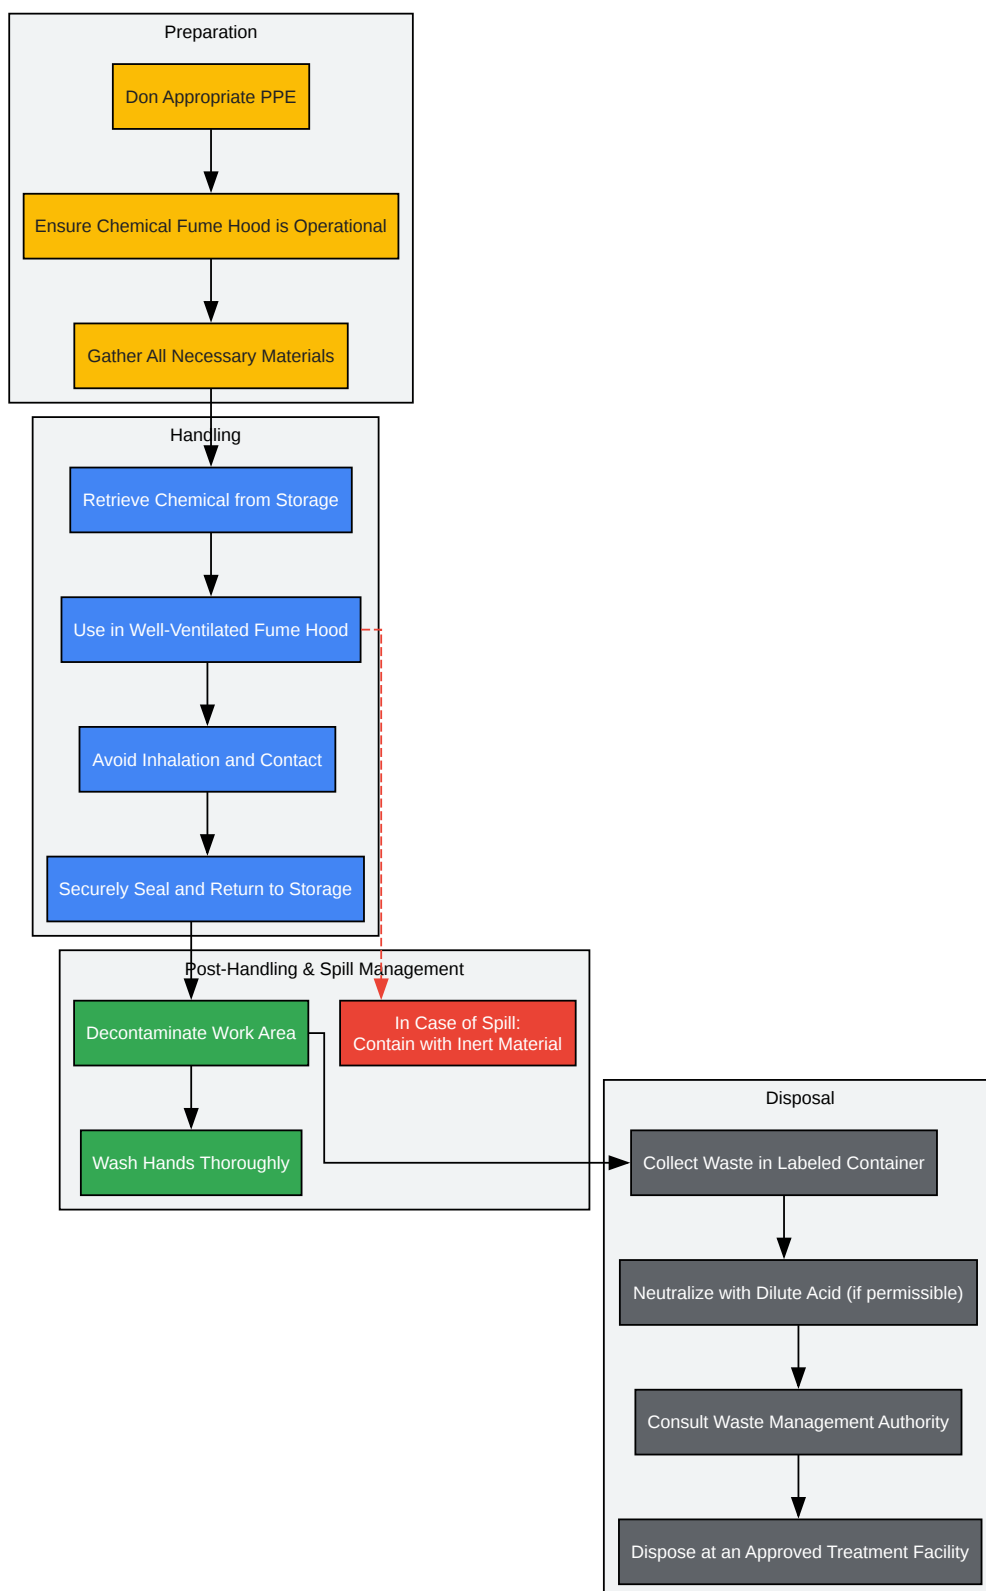 Preparation
Don Appropriate PPE
Ensure Chemical Fume Hood is Operational
Gather All Necessary Materials
Handling
Retrieve Chemical from Storage
Use in Well-Ventilated Fume Hood
Avoid Inhalation and Contact
Securely Seal and Return to Storage
Post-Handling & Spill Management
Decontaminate Work Area
In Case of Spill:
Contain with Inert Material
Wash Hands Thoroughly
Disposal
Collect Waste in Labeled Container
Neutralize with Dilute Acid (if permissible)
Consult Waste Management Authority
Dispose at an Approved Treatment Facility